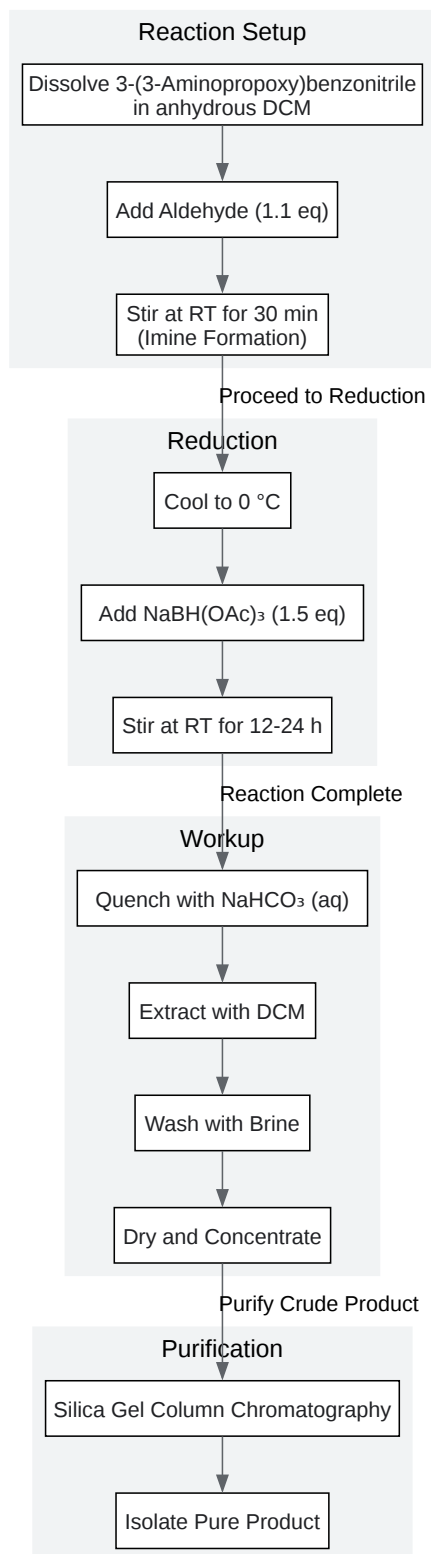 Reaction Setup
Dissolve 3-(3-Aminopropoxy)benzonitrile
in anhydrous DCM
Add Aldehyde (1.1 eq)
Stir at RT for 30 min
(Imine Formation)
Proceed to Reduction
Reduction
Cool to 0 °C
Add NaBH(OAc)₃ (1.5 eq)
Stir at RT for 12-24 h
Reaction Complete
Workup
Quench with NaHCO₃ (aq)
Extract with DCM
Wash with Brine
Dry and Concentrate
Purify Crude Product
Purification
Silica Gel Column Chromatography
Isolate Pure Product